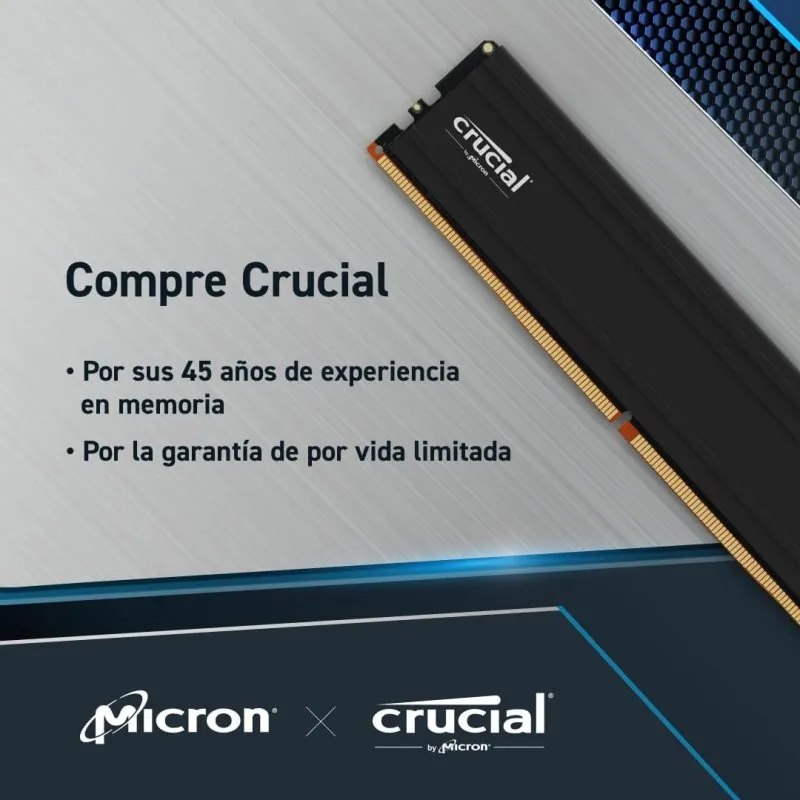 crucial
by Micron
Compre Crucial
• Por sus 45 años de experiencia
en memoria
• Por la garantía de por vida limitada
Micron® × crucial®
by Micron®